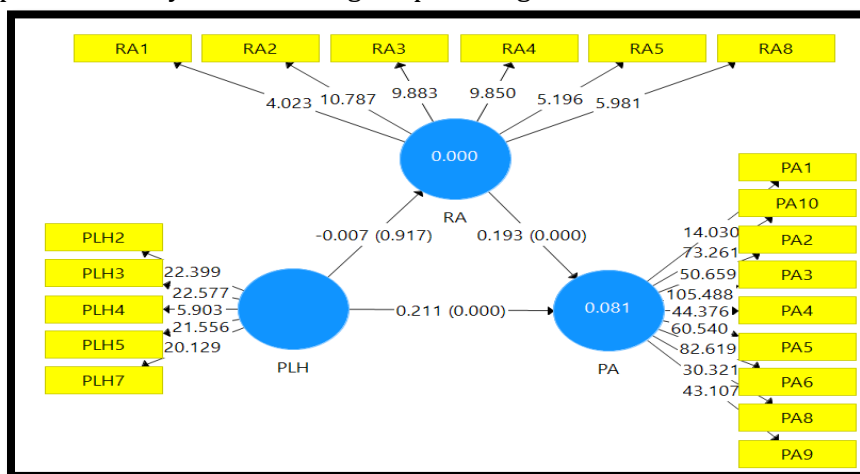 RA1 RA2 RA3 RA4 RA5 RA8
4.023 10.787 9.883 9.850 5.196 5.981
0.000
RA
-0.007 (0.917) 0.193 (0.000)
PLH2
PLH3
PLH4
PLH5
PLH7
22.399
22.577
5.903
21.556
20.129
PLH
0.211 (0.000)
0.081
PA
14.030
73.261
50.659
105.488
44.376
60.540
82.619
30.321
43.107
PA1
PA10
PA2
PA3
PA4
PA5
PA6
PA8
PA9